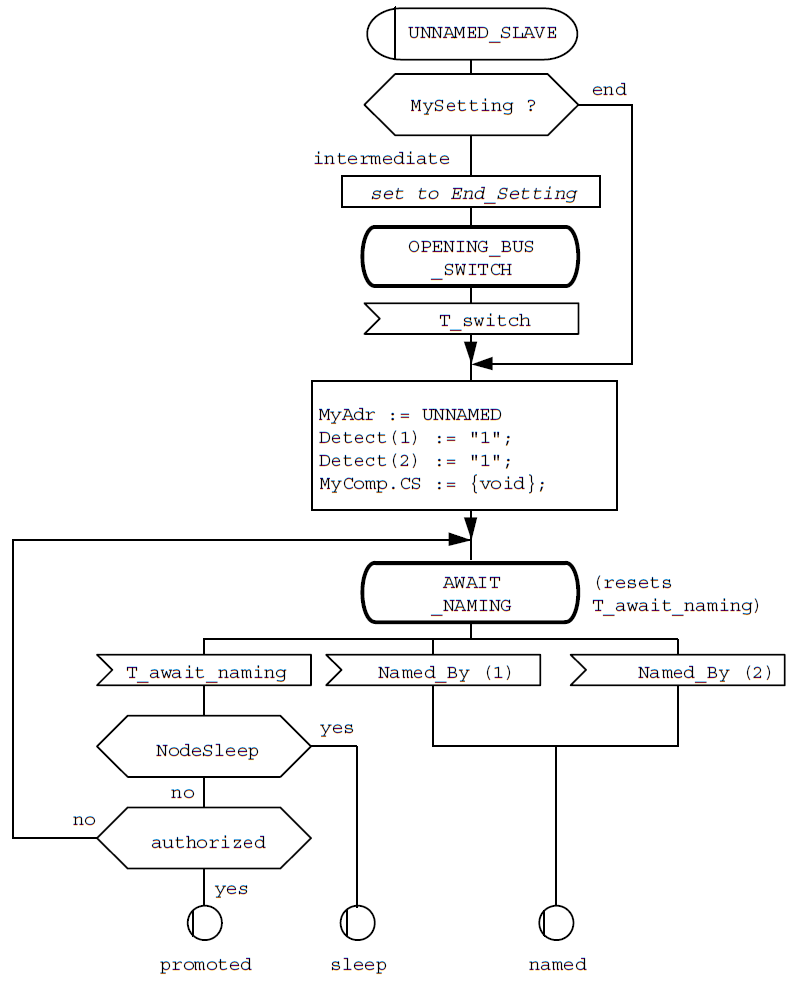 UNNAMED_SLAVE
end
MySetting ?
intermediate
set to End_Setting
OPENING_BUS
_SWITCH
T_switch
MyAdr := UNNAMED
Detect(1) := "1";
Detect(2) := "1";
MyComp.CS := {void};
AWAIT
_NAMING
(resets
T_await_naming)
T_await_naming
Named_By (1)
Named_By (2)
yes
NodeSleep
no
no
authorized
yes
promoted
sleep
named